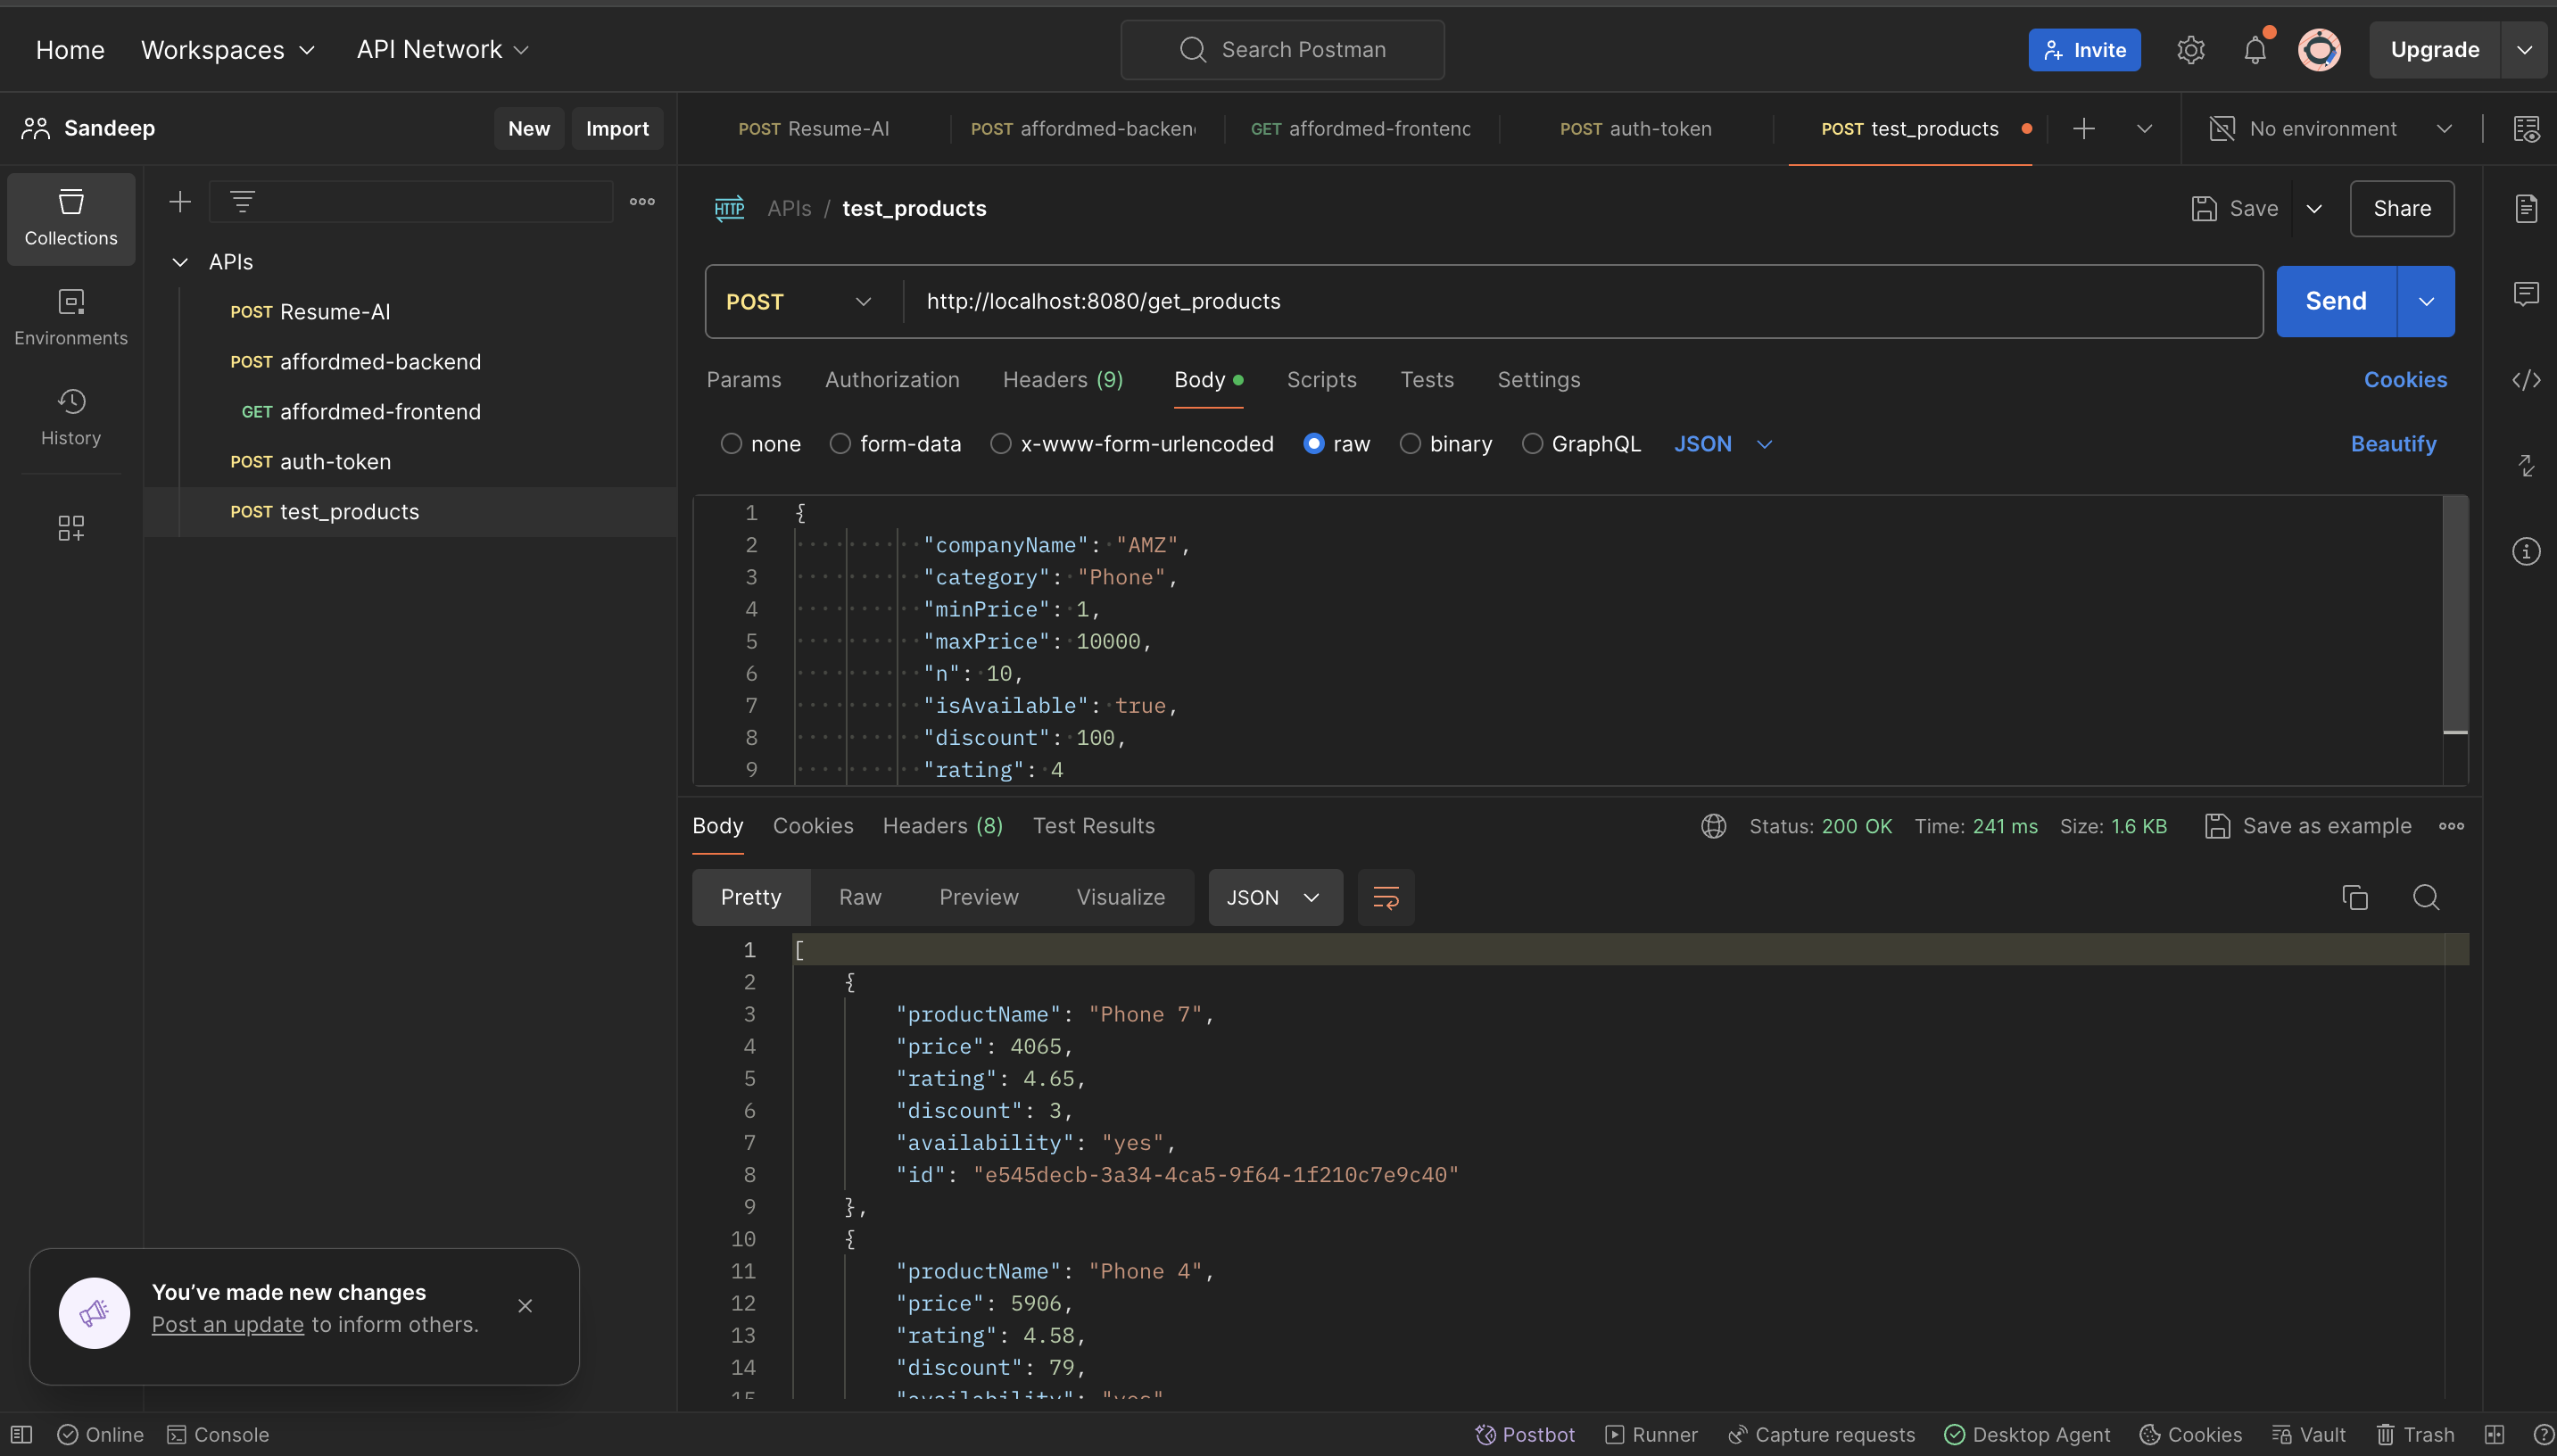 Home Workspaces API Network Search Postman Invite Upgrade
Sandeep New Import
POST Resume-AI POST affordmed-backen GET affordmed-frontenc POST auth-token POST test_products No environment
Collections
Environments
History
APIs
POST Resume-AI
POST affordmed-backend
GET affordmed-frontend
POST auth-token
POST test_products
HTTP APIs / test_products Save Share
POST http://localhost:8080/get_products Send
Params Authorization Headers (9) Body Scripts Tests Settings Cookies
none form-data x-www-form-urlencoded raw binary GraphQL JSON Beautify
1 {
2 "companyName": "AMZ",
3 "category": "Phone",
4 "minPrice": 1,
5 "maxPrice": 10000,
6 "n": 10,
7 "isAvailable": true,
8 "discount": 100,
9 "rating": 4
Body Cookies Headers (8) Test Results Status: 200 OK Time: 241 ms Size: 1.6 KB Save as example
Pretty Raw Preview Visualize JSON
1 [
2 {
3 "productName": "Phone 7",
4 "price": 4065,
5 "rating": 4.65,
6 "discount": 3,
7 "availability": "yes",
8 "id": "e545decb-3a34-4ca5-9f64-1f210c7e9c40"
9 },
10 {
11 "productName": "Phone 4",
12 "price": 5906,
13 "rating": 4.58,
14 "discount": 79,
15 "availability": "yes"
You’ve made new changes
Post an update to inform others.
Online Console Postbot Runner Capture requests Desktop Agent Cookies Vault Trash